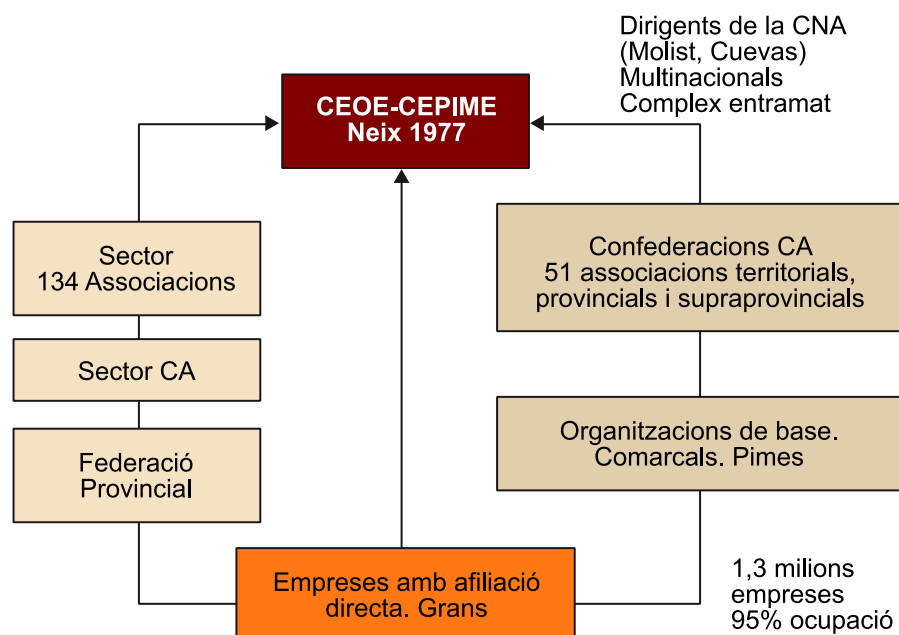 Dirigents de la CNA
(Molist, Cuevas)
Multinacionals
Complex entramat
CEOE-CEPIME
Neix 1977
Sector
134 Associacions
Sector CA
Federació
Provincial
Confederacions CA
51 associacions territorials,
provincials i supraprovincials
Organitzacions de base.
Comarcals. Pimes
Empreses amb afiliació
directa. Grans
1,3 milions
empreses
95% ocupació